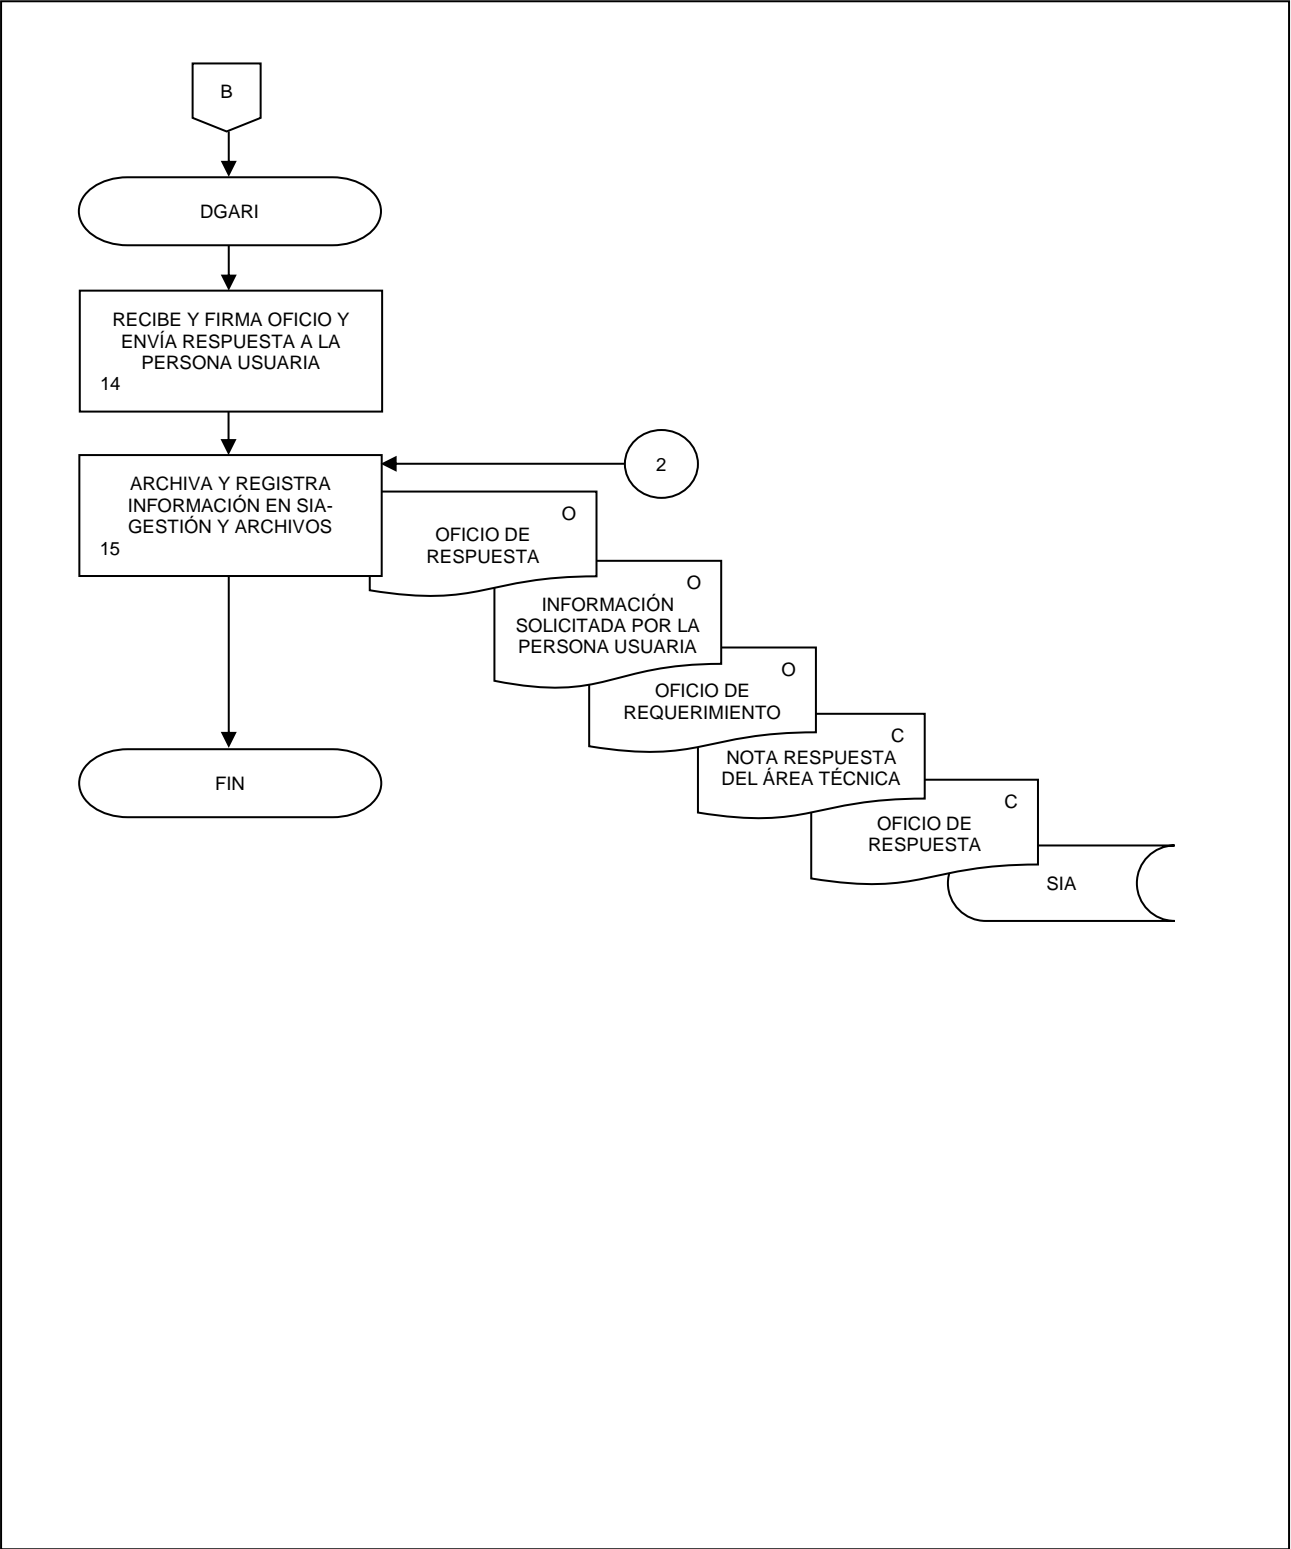 B
DGARI
RECIBE Y FIRMA OFICIO Y
ENVÍA RESPUESTA A LA
PERSONA USUARIA
14
2
ARCHIVA Y REGISTRA
INFORMACIÓN EN SIA-
GESTIÓN Y ARCHIVOS
15
O
OFICIO DE
RESPUESTA
O
INFORMACIÓN
SOLICITADA POR LA
PERSONA USUARIA
O
OFICIO DE
REQUERIMIENTO
C
NOTA RESPUESTA
DEL ÁREA TÉCNICA
C
OFICIO DE
RESPUESTA
SIA
FIN